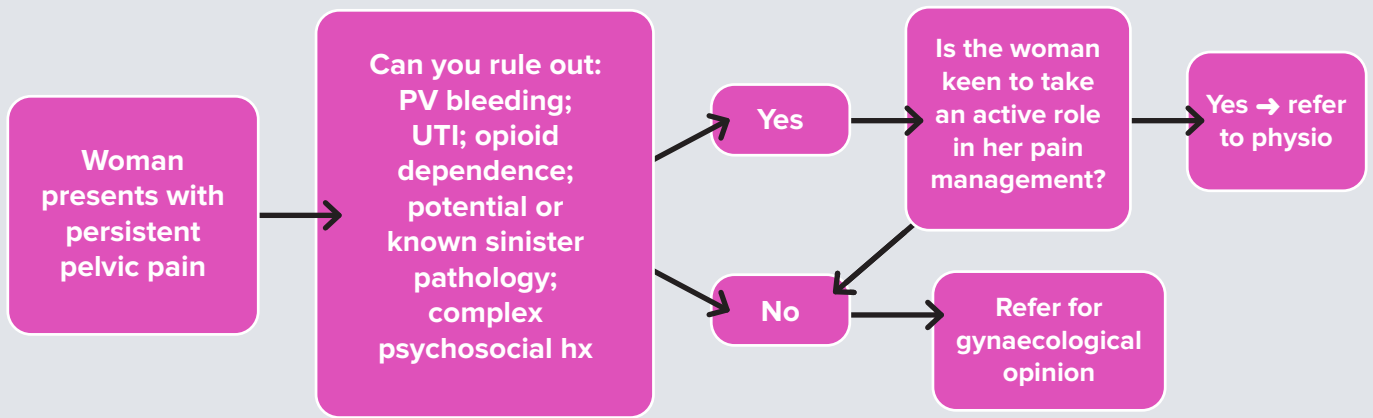 Woman
presents with
persistent
pelvic pain
Can you rule out:
PV bleeding;
UTI; opioid
dependence;
potential or
known sinister
pathology;
complex
psychosocial hx
Yes
No
Is the woman
keen to take
an active role
in her pain
management?
Yes ➔ refer
to physio
Refer for
gynaecological
opinion